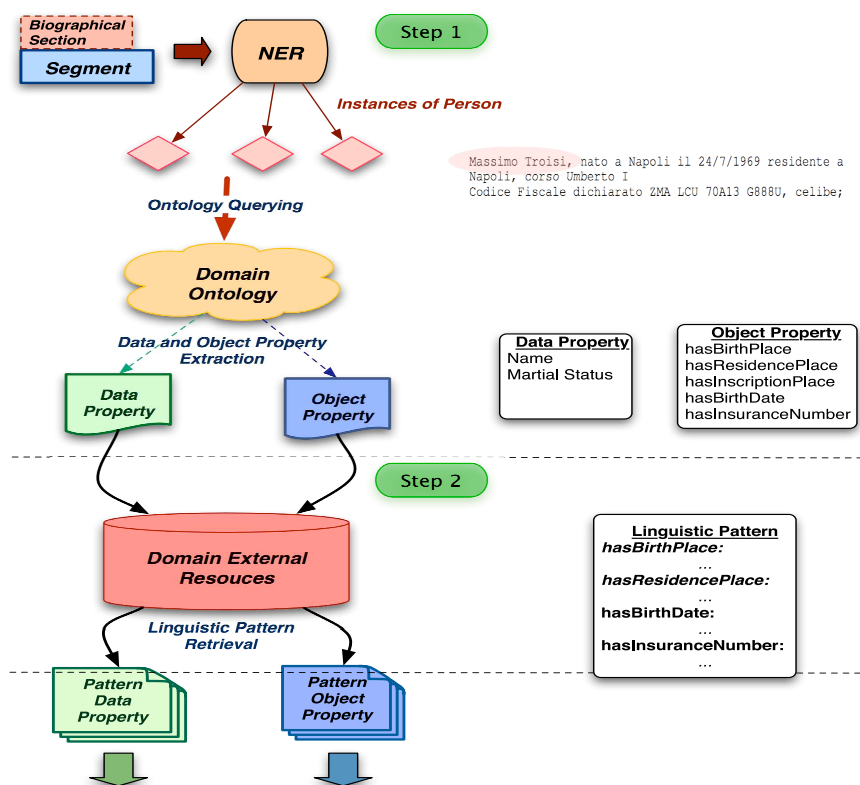 Biographical
Section
Segment
NER
Step 1
Instances of Person
Massimo Troisi, nato a Napoli il 24/7/1969 residente a
Napoli, corso Umberto I
Codice Fiscale dichiarato ZMA LCU 70A13 G888U, celibe;
Ontology Querying
Domain
Ontology
Data and Object Property
Extraction
Data
Property
Object
Property
Data Property
Name
Martial Status
Object Property
hasBirthPlace
hasResidencePlace
hasInscriptionPlace
hasBirthDate
hasInsuranceNumber
Step 2
Domain External
Resouces
Linguistic Pattern
Retrieval
Linguistic Pattern
hasBirthPlace:
...
hasResidencePlace:
...
hasBirthDate:
...
hasInsuranceNumber:
...
Pattern
Data
Property
Pattern
Object
Property